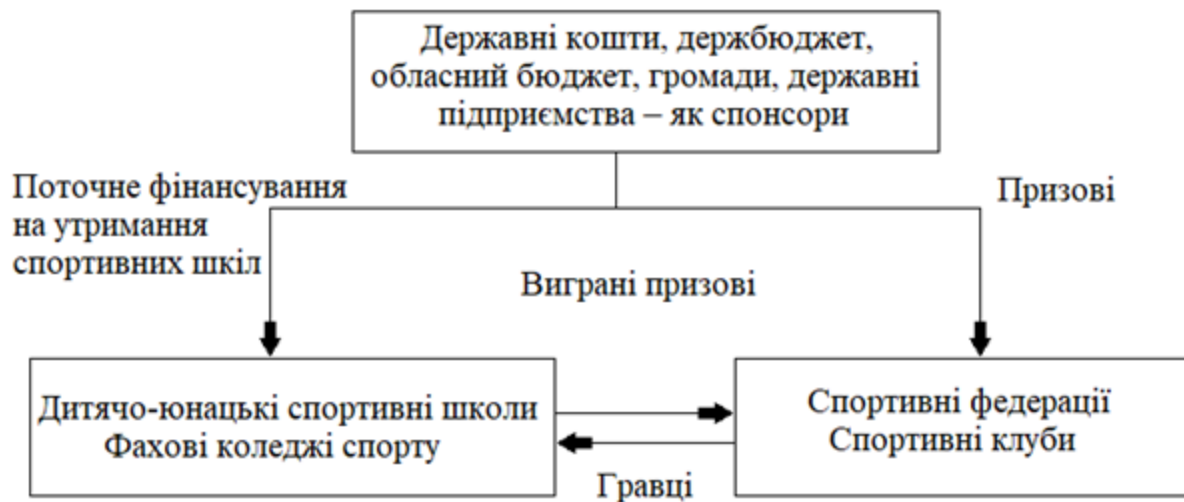 Державні кошти, держбюджет,
обласний бюджет, громади, державні
підприємства – як спонсори
Поточне фінансування
на утримання
спортивних шкіл
Призові
Виграні призові
Дитячо-юнацькі спортивні школи
Фахові коледжі спорту
Спортивні федерації
Спортивні клуби
Гравці